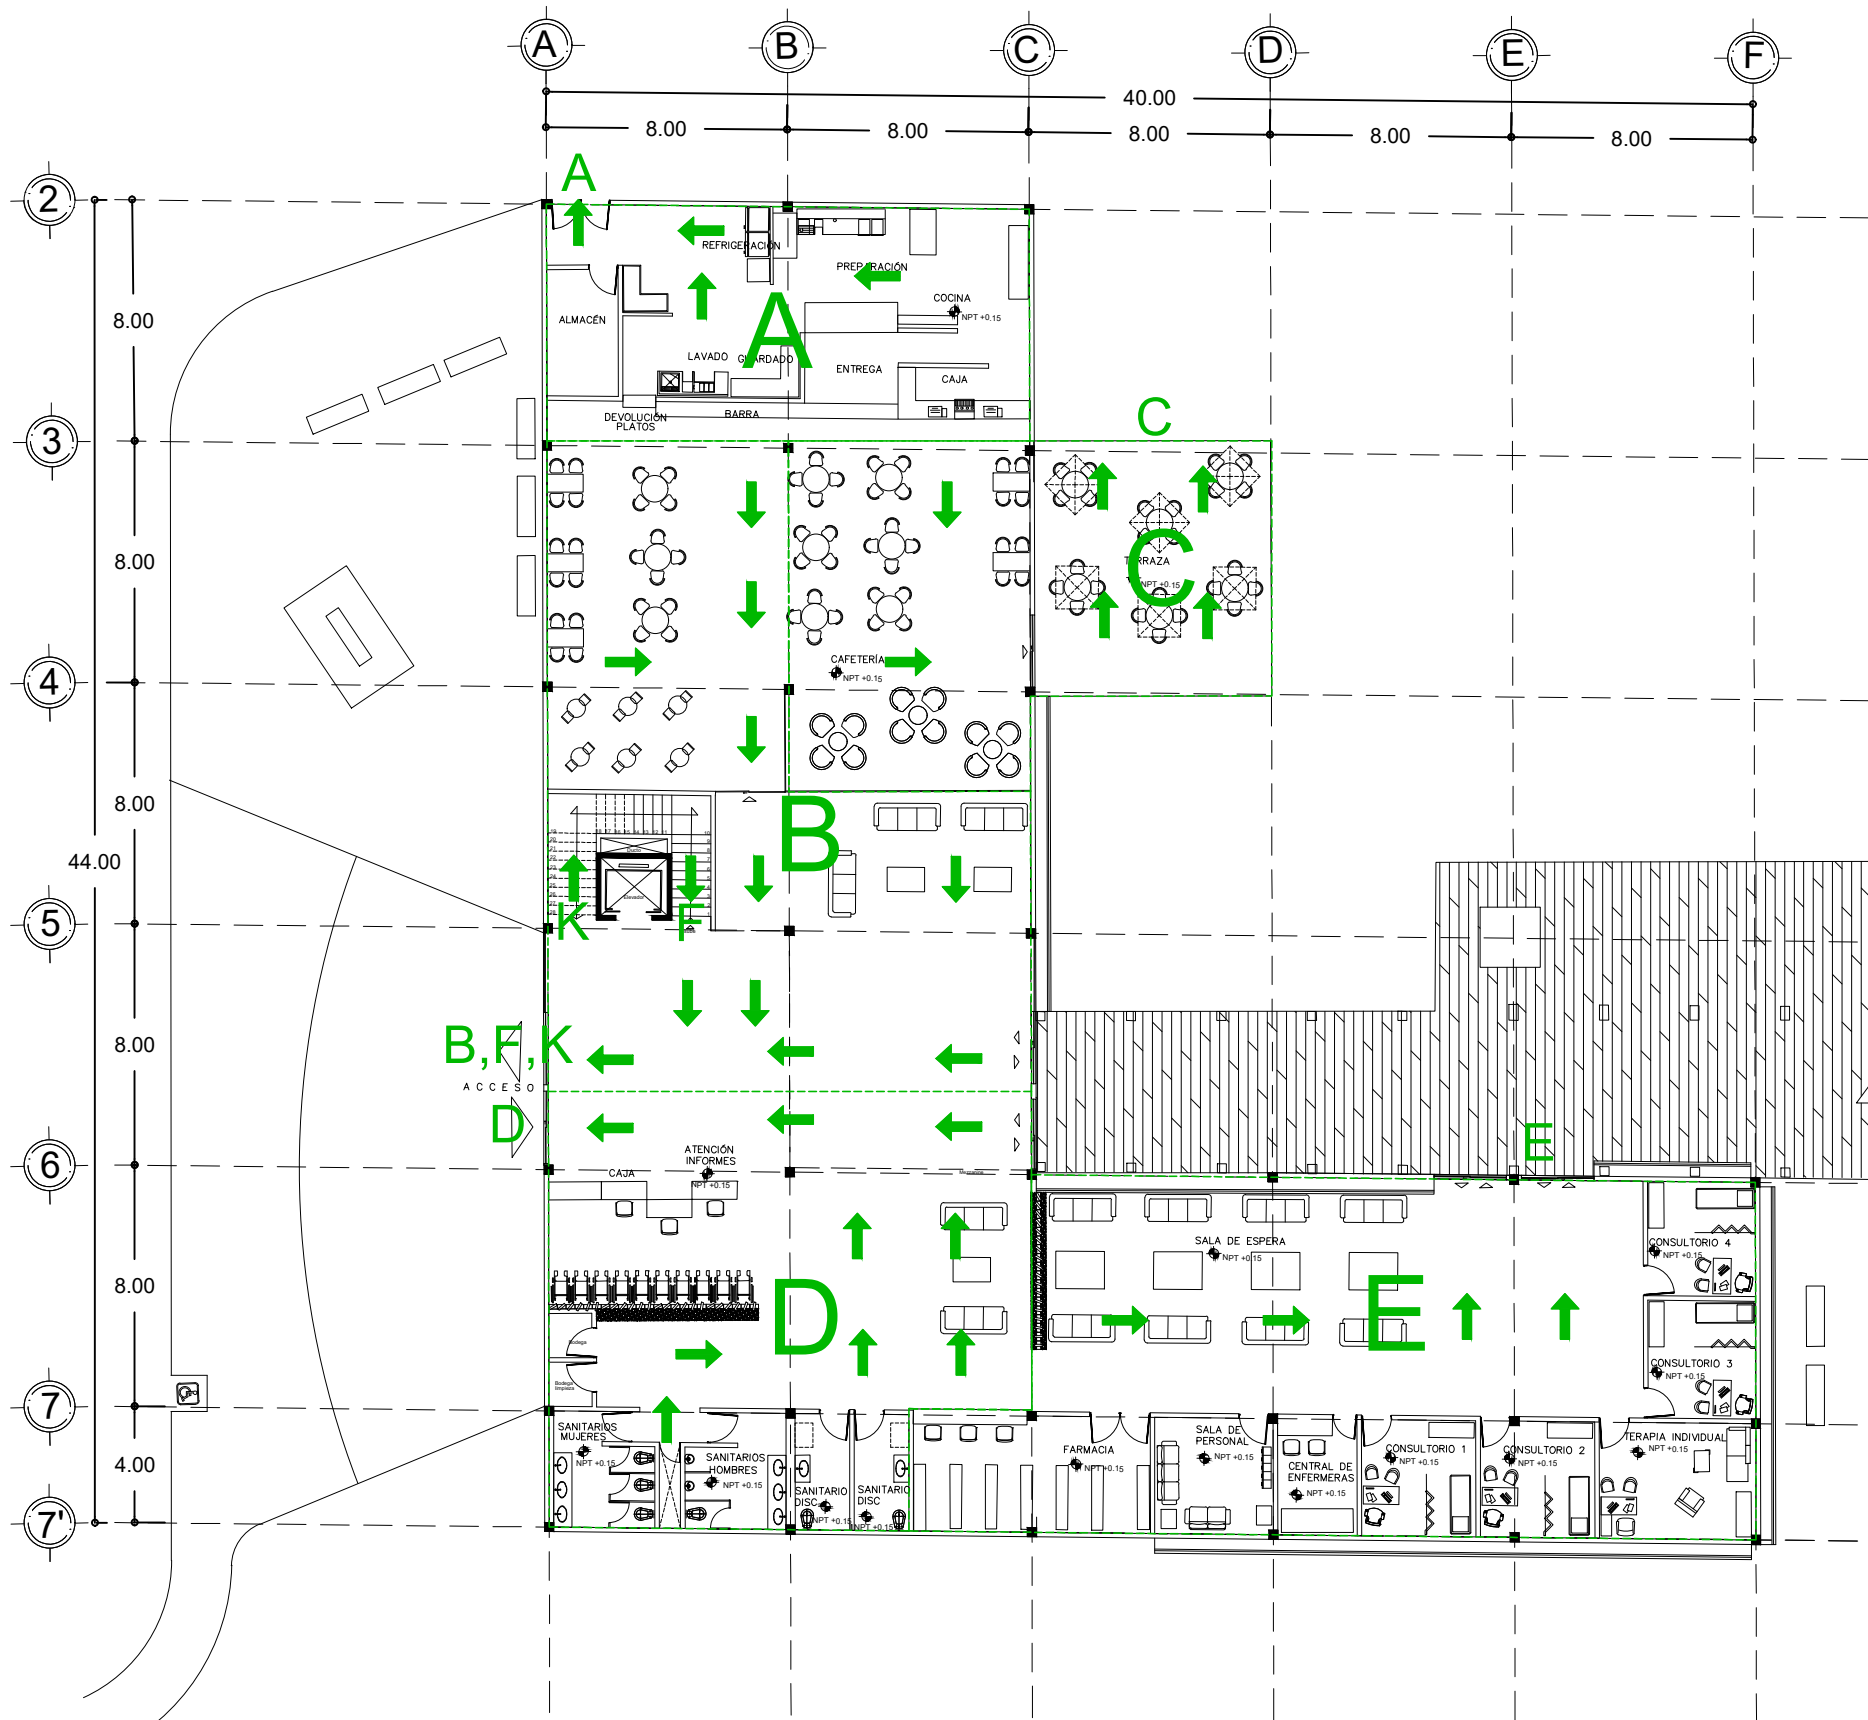 A B C D E F
40.00
8.00 8.00 8.00 8.00 8.00
2
A
REFRIGERACIÓN
PREPARACIÓN
COCINA
NPT +0.15
8.00
ALMACÉN
A
LAVADO GUARDADO
ENTREGA
CAJA
DEVOLUCIÓN
PLATOS
BARRA
3
C
8.00
C
TERRAZA
NPT +0.15
CAFETERÍA
NPT +0.15
4
8.00
B
44.00
Ducto
Elevador
K F
5
8.00
B,F,K
ACCESO
D
E
6
ATENCIÓN
INFORMES
NPT +0.15
CAJA
SALA DE ESPERA
NPT +0.15
CONSULTORIO 4
NPT +0.15
8.00
D
E
Bodega
Bodega
limpieza
CONSULTORIO 3
NPT +0.15
7
SANITARIOS
MUJERES
NPT +0.15
SANITARIOS
HOMBRES
NPT +0.15
SANITARIO
DISC
NPT +0.15
SANITARIO
DISC
NPT +0.15
FARMACIA
NPT +0.15
SALA DE
PERSONAL
NPT +0.15
CENTRAL DE
ENFERMERAS
NPT +0.15
CONSULTORIO 1
NPT +0.15
CONSULTORIO 2
NPT +0.15
TERAPIA INDIVIDUAL
NPT +0.15
4.00
7'